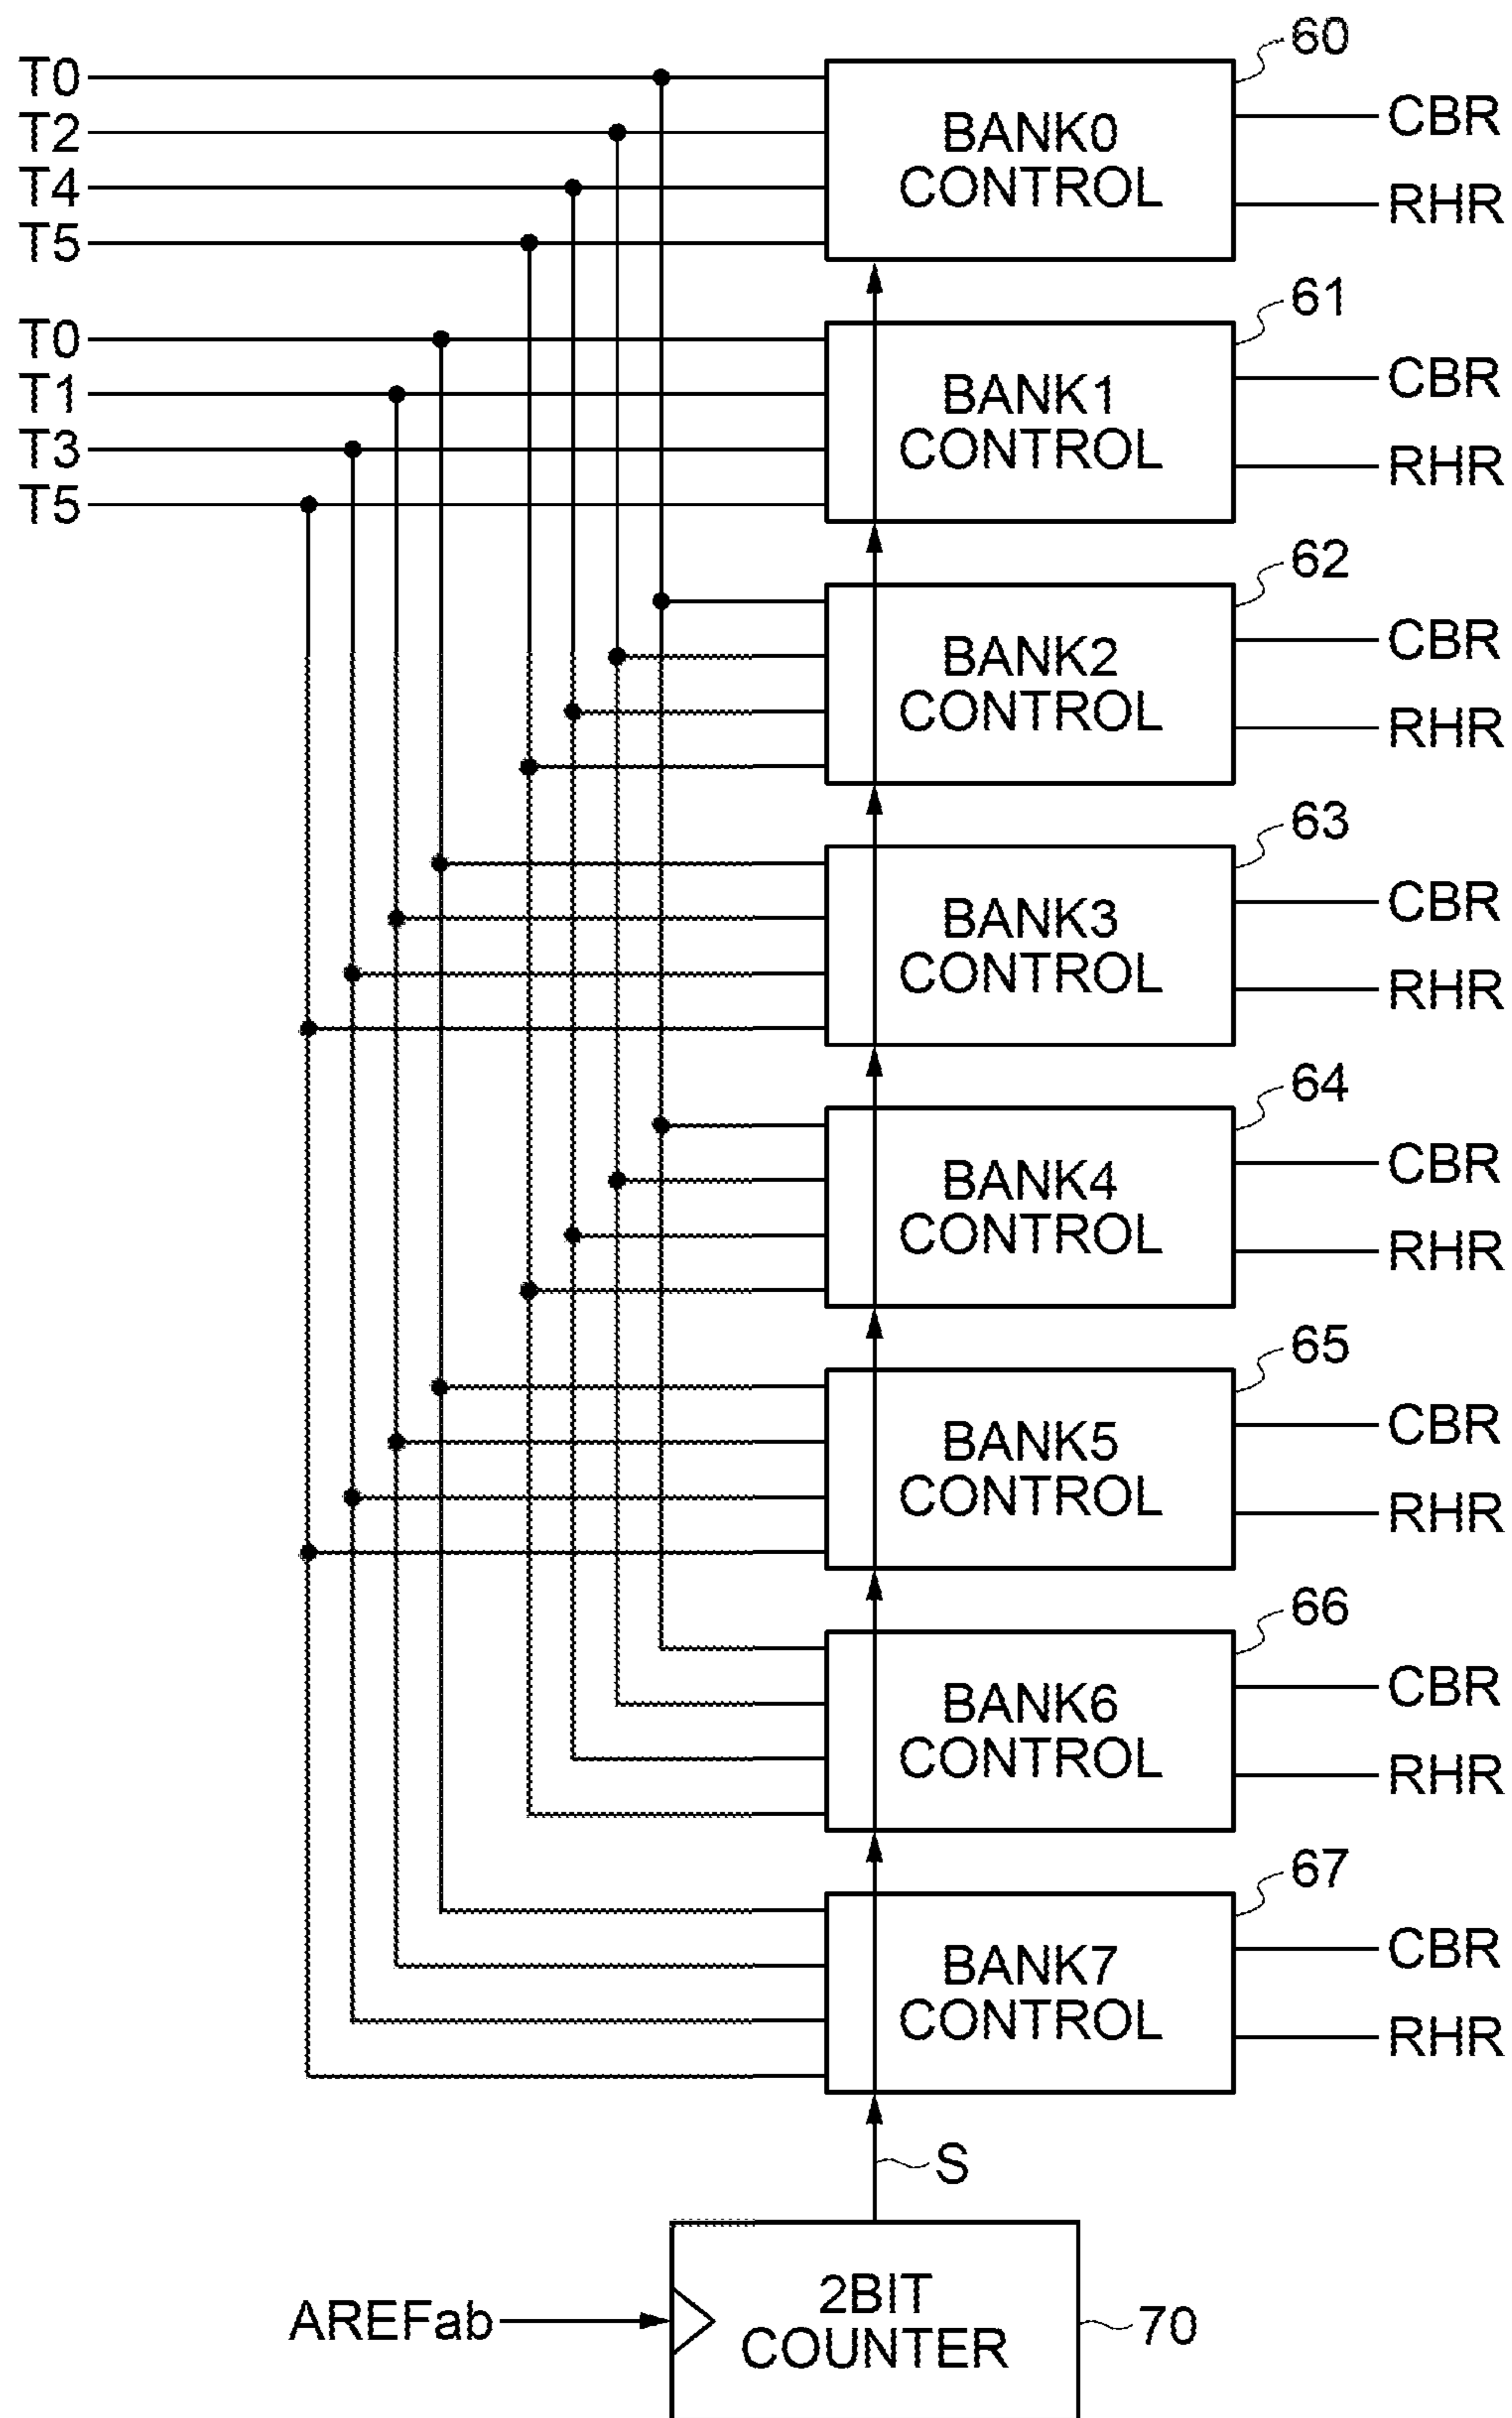 60
T0
T2
T4
T5
BANK0
CONTROL
CBR
RHR
61
T0
T1
T3
T5
BANK1
CONTROL
CBR
RHR
62
BANK2
CONTROL
CBR
RHR
63
BANK3
CONTROL
CBR
RHR
64
BANK4
CONTROL
CBR
RHR
65
BANK5
CONTROL
CBR
RHR
66
BANK6
CONTROL
CBR
RHR
67
BANK7
CONTROL
CBR
RHR
S
AREFab
2BIT
COUNTER
70